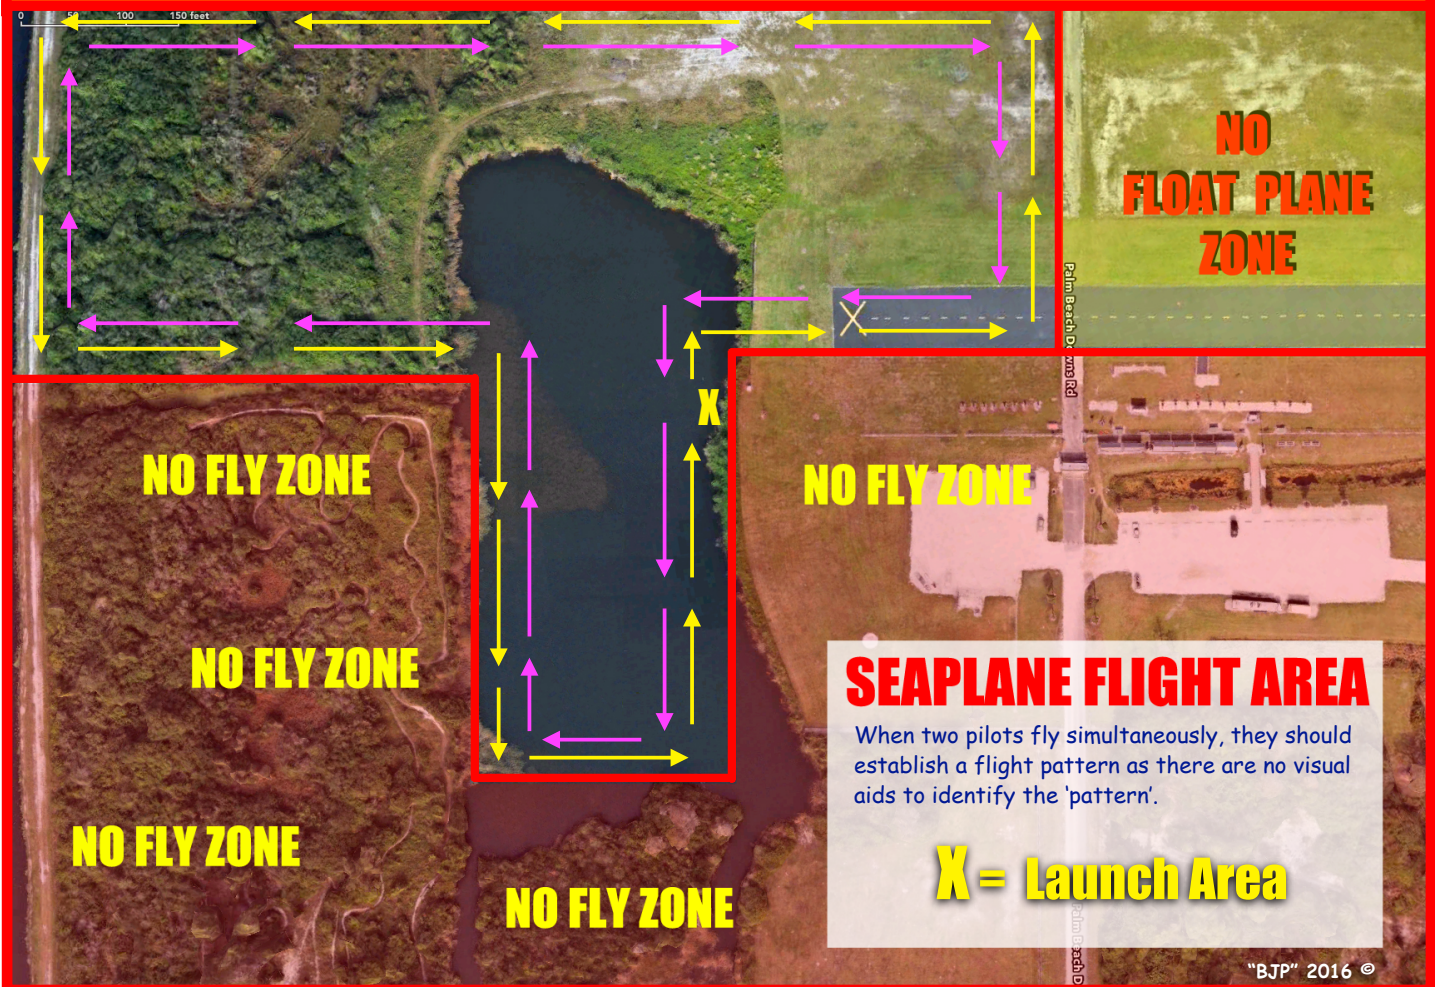 0 50 100 150 feet
NO
FLOAT PLANE
ZONE
Palm Beach Downs Rd
X
NO FLY ZONE
NO FLY ZONE
NO FLY ZONE
NO FLY ZONE
NO FLY ZONE
SEAPLANE FLIGHT AREA
When two pilots fly simultaneously, they should
establish a flight pattern as there are no visual
aids to identify the ‘pattern’.
X = Launch Area
Palm Beach D
“BJP” 2016 ©